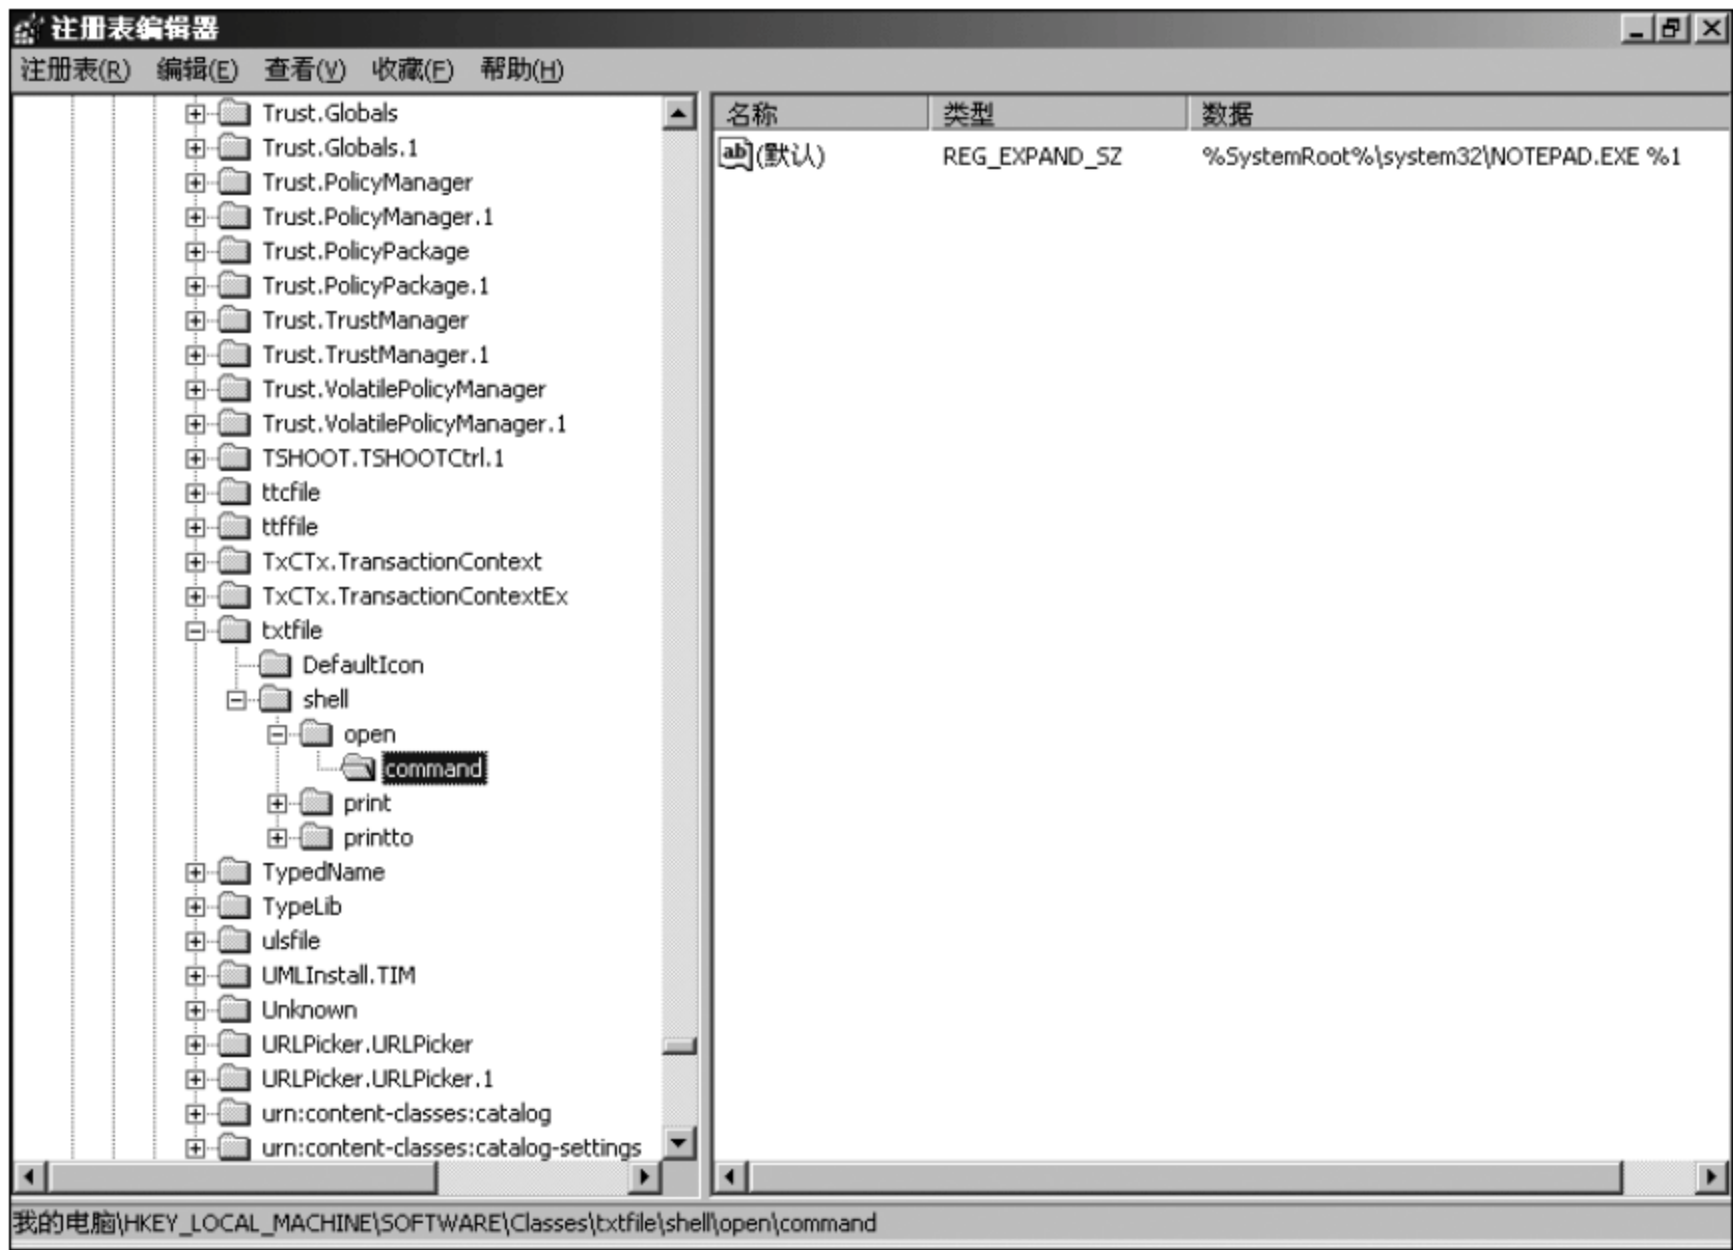 注册表编辑器
注册表(R) 编辑(E) 查看(V) 收藏(F) 帮助(H)
Trust.Globals
Trust.Globals.1
Trust.PolicyManager
Trust.PolicyManager.1
Trust.PolicyPackage
Trust.PolicyPackage.1
Trust.TrustManager
Trust.TrustManager.1
Trust.VolatilePolicyManager
Trust.VolatilePolicyManager.1
TSHOOT.TSHOOTCtrl.1
ttcfile
ttffile
TxCTx.TransactionContext
TxCTx.TransactionContextEx
txtfile
DefaultIcon
shell
open
command
print
printto
TypedName
TypeLib
ulsfile
UMLInstall.TIM
Unknown
URLPicker.URLPicker
URLPicker.URLPicker.1
urn:content-classes:catalog
urn:content-classes:catalog-settings
名称 类型 数据
ab (默认) REG_EXPAND_SZ %SystemRoot%\system32\NOTEPAD.EXE %1
我的电脑\HKEY_LOCAL_MACHINE\SOFTWARE\Classes\txtfile\shell\open\command